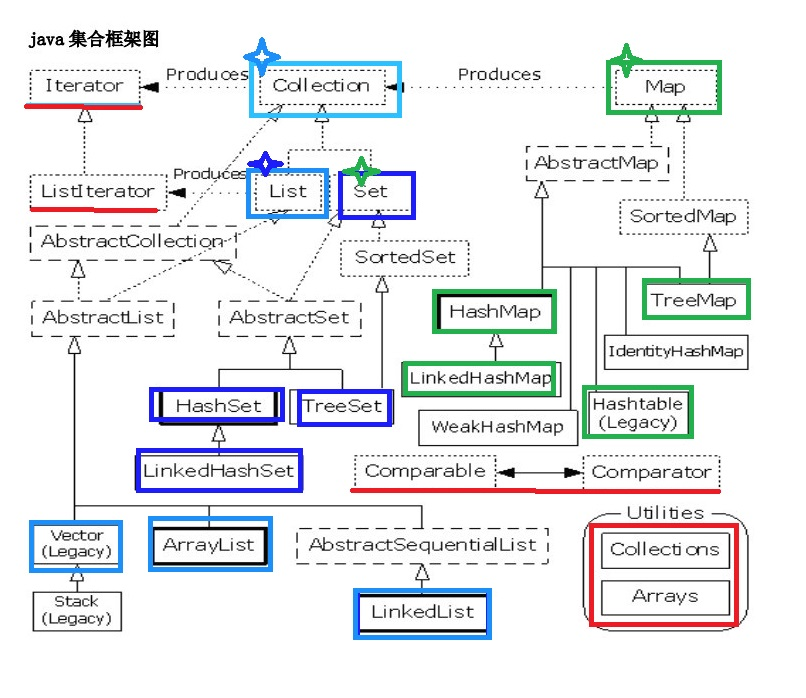 java 集合框架图
Produces
Produces
Iterator
Collection
Map
AbstractMap
Produces
ListIterator
List
Set
SortedMap
AbstractCollection
SortedSet
TreeMap
AbstractList
AbstractSet
HashMap
IdentityHashMap
LinkedHashMap
HashSet
TreeSet
Hashtable
(Legacy)
WeakHashMap
LinkedHashSet
Comparable
Comparator
Utilities
Vector
(Legacy)
ArrayList
AbstractSequentialList
Collections
Stack
(Legacy)
LinkedList
Arrays